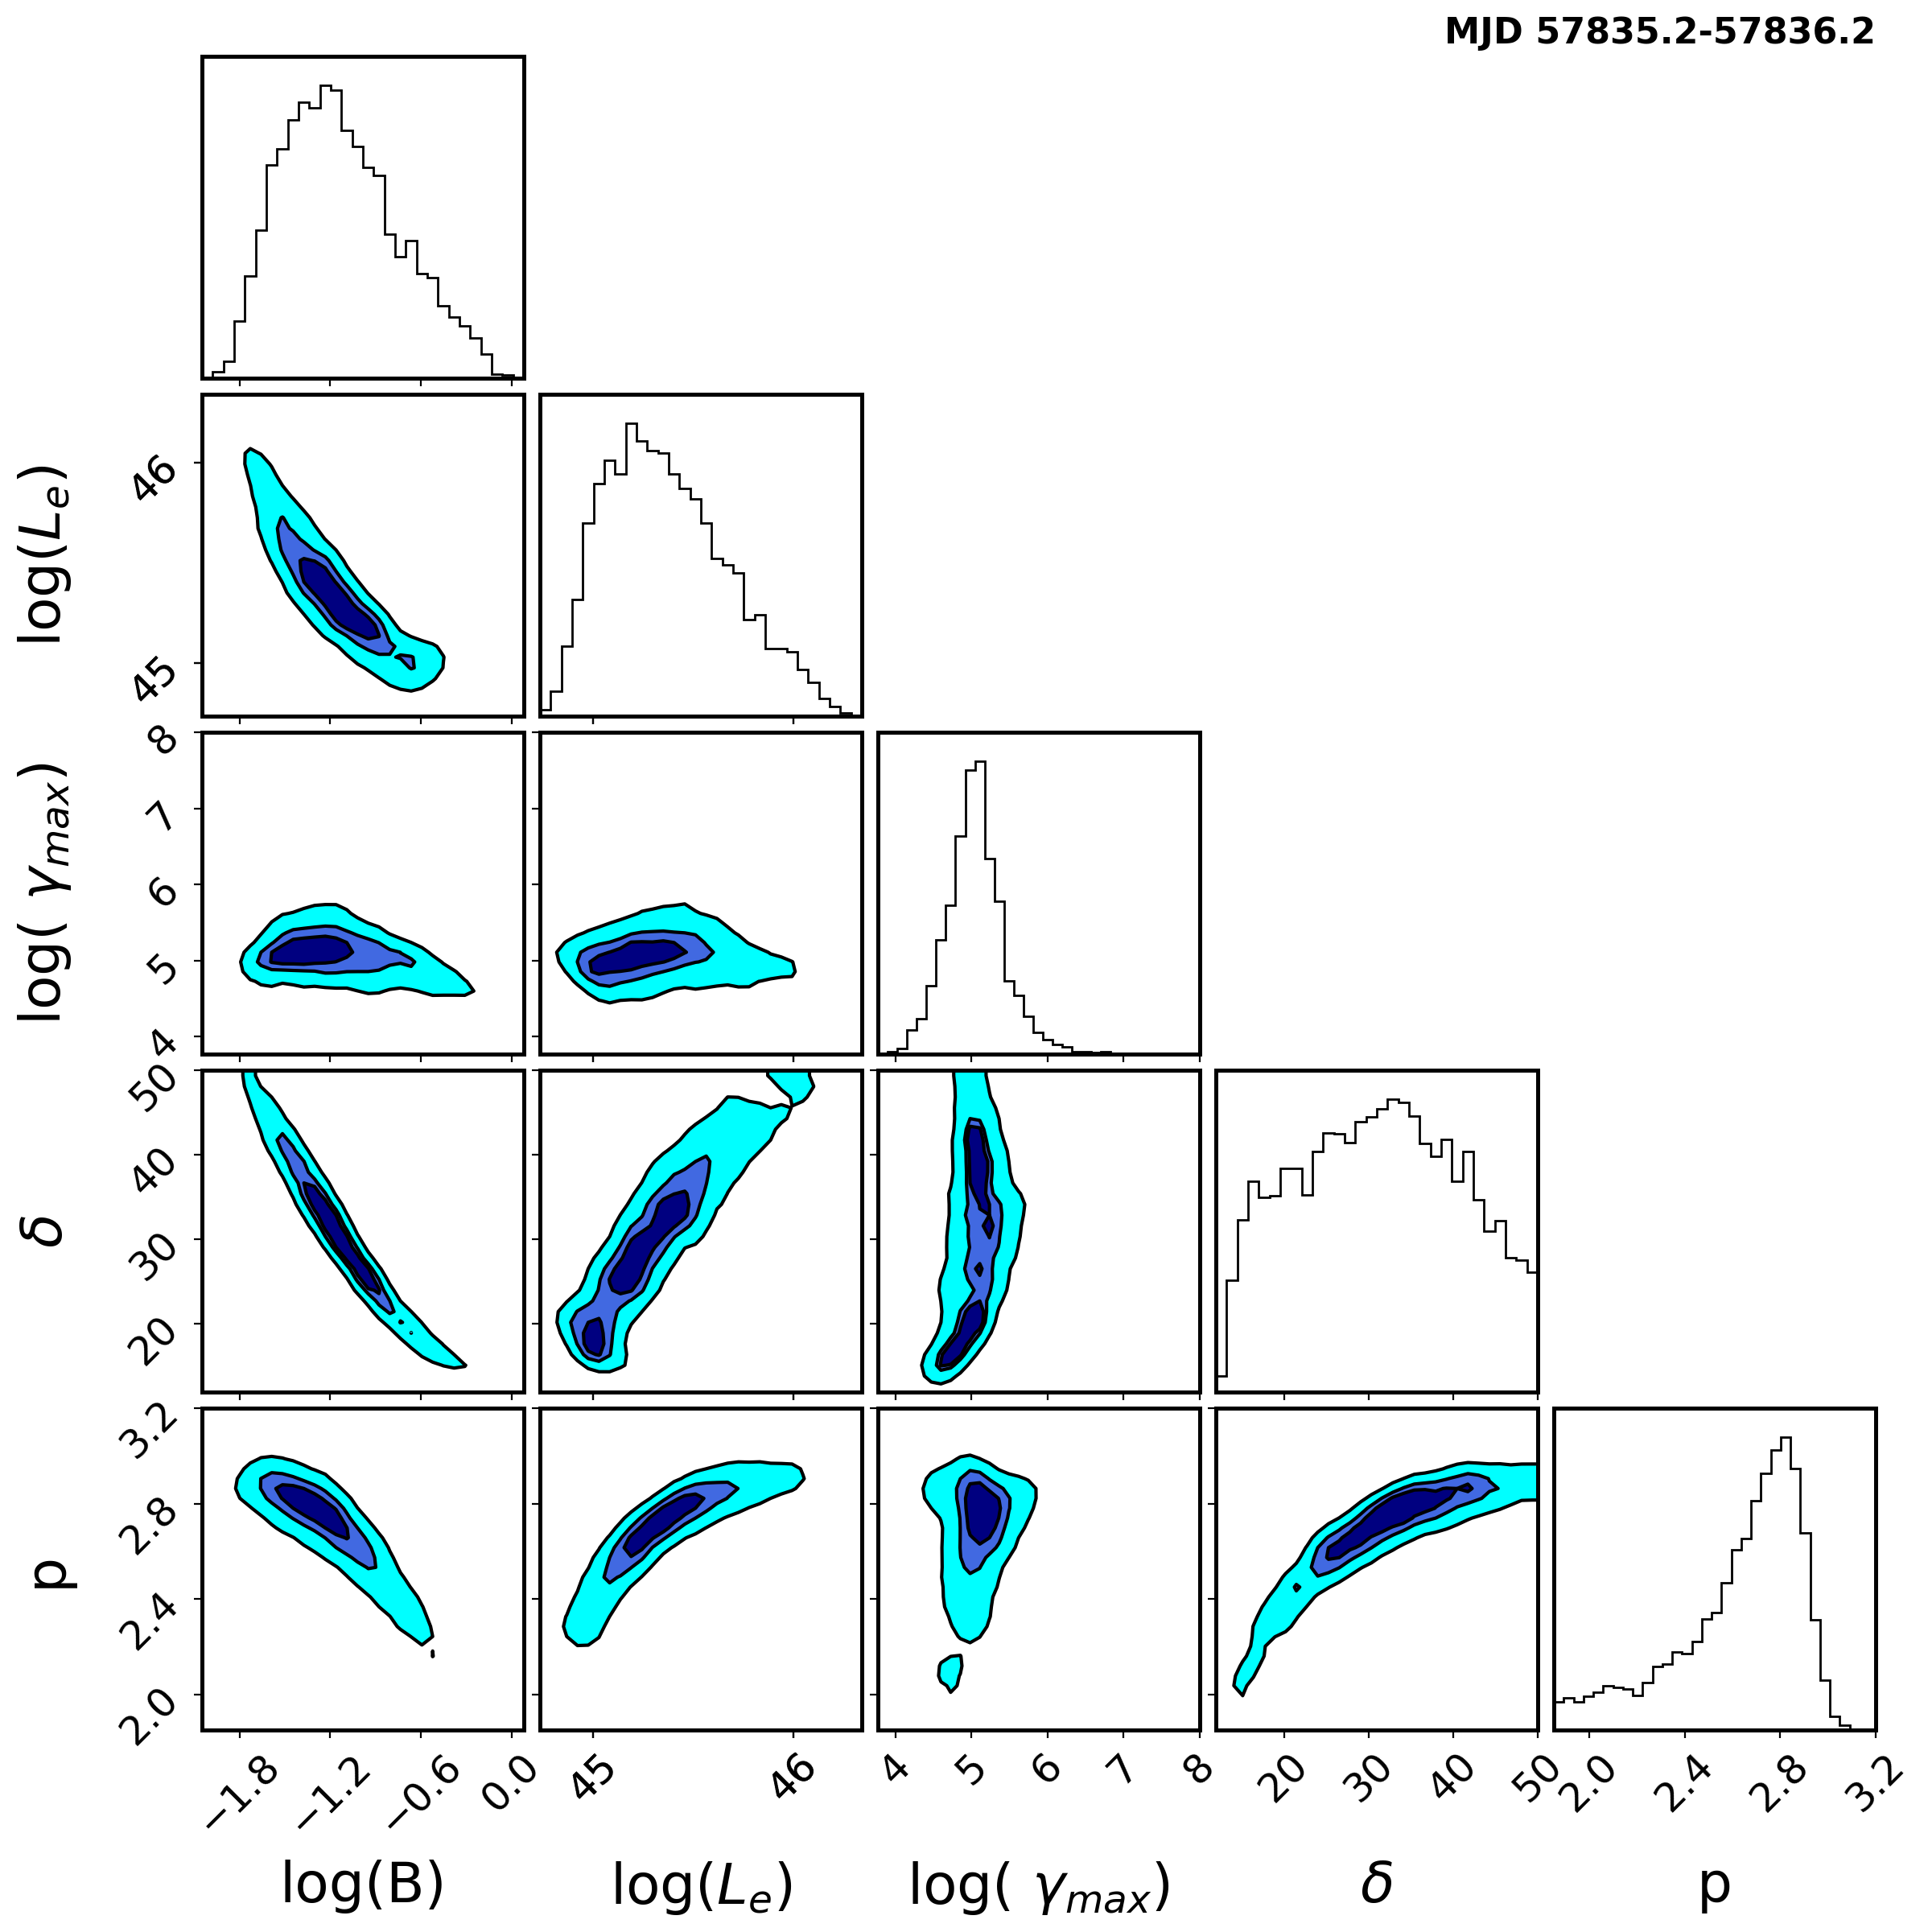 MJD 57835.2-57836.2
log(Lₑ)
46
45
log( γₘₐₓ)
8
7
6
5
4
δ
50
40
30
20
p
3.2
2.8
2.4
2.0
−1.8 −1.2 −0.6 0.0 45 46 4 5 6 7 8 20 30 40 50 2.0 2.4 2.8 3.2
log(B) log(Lₑ) log( γₘₐₓ) δ p